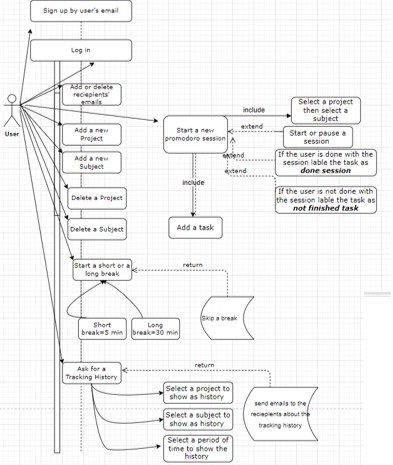 Sign up by user's email
Log in
User
Add or delete
reciepients'
emails
Add a new
Project
Add a new
Subject
Delete a Project
Delete a Subject
Start a short or a
long break
Short
break=5 min
Long
break=30 min
Ask for a
Tracking History
Start a new
promodoro session
include
Select a project
then select a
subject
extend
Start or pause a
session
extend
If the user is done with the
session lable the task as
done session
extend
If the user is not done with
the session lable the task as
not finished task
include
Add a task
return
Skip a break
return
send emails to the
reciepients about the
tracking history
Select a project to
show as history
Select a subject to
show as history
Select a period of
time to show the
history